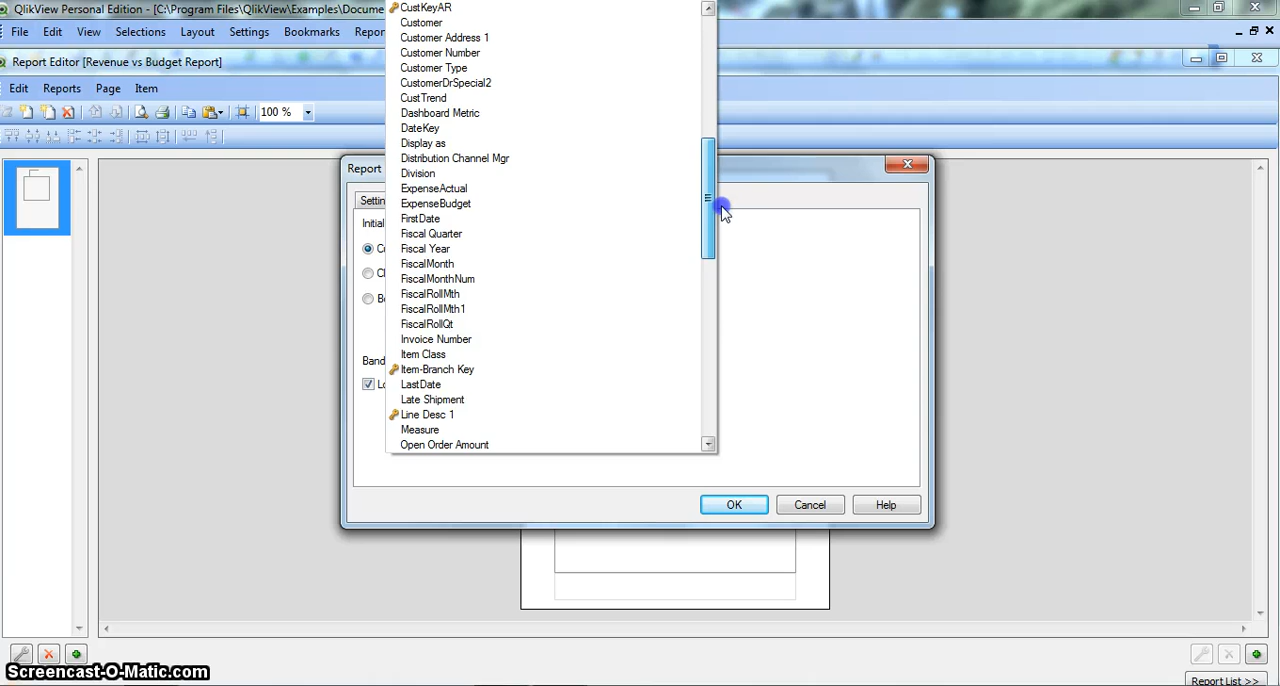 QlikView Personal Edition - [C:\Program Files\QlikView\Examples\Docume
File Edit View Selections Layout Settings Bookmarks Repor
Report Editor [Revenue vs Budget Report]
Edit Reports Page Item
100 %
CustKeyAR
Customer
Customer Address 1
Customer Number
Customer Type
CustomerDrSpecial2
CustTrend
Dashboard Metric
DateKey
Display as
Distribution Channel Mgr
Division
ExpenseActual
ExpenseBudget
FirstDate
Fiscal Quarter
Fiscal Year
FiscalMonth
FiscalMonthNum
FiscalRollMth
FiscalRollMth1
FiscalRollQt
Invoice Number
Item Class
Item-Branch Key
LastDate
Late Shipment
Line Desc 1
Measure
Open Order Amount
Report
Settin
Initial
C
Cl
B
Band
Lo
OK Cancel Help
Report List >>
Screencast-O-Matic.com